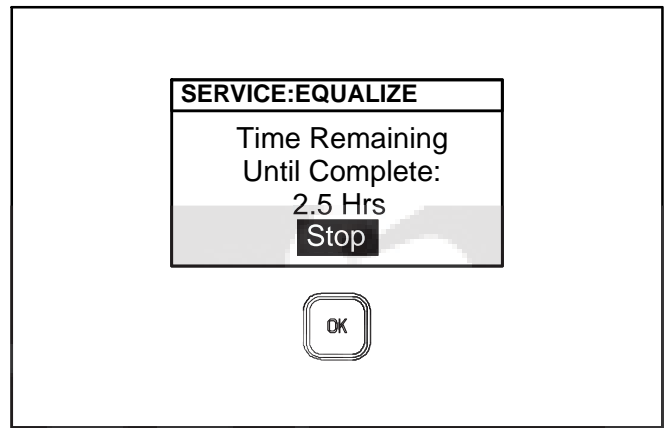 SERVICE:EQUALIZE
Time Remaining
Until Complete:
2.5 Hrs
Stop
OK